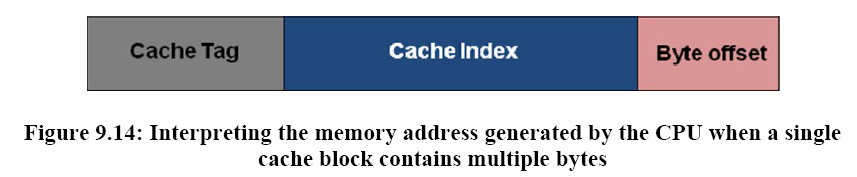 Cache Tag Cache Index Byte offset
Figure 9.14: Interpreting the memory address generated by the CPU when a single
cache block contains multiple bytes